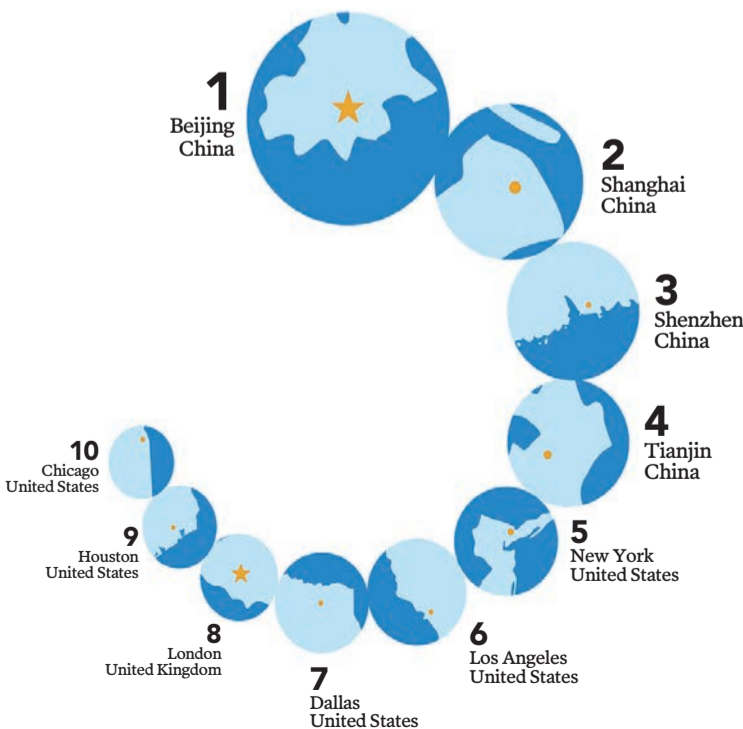 1
Beijing
China
2
Shanghai
China
3
Shenzhen
China
4
Tianjin
China
5
New York
United States
6
Los Angeles
United States
7
Dallas
United States
8
London
United Kingdom
9
Houston
United States
10
Chicago
United States